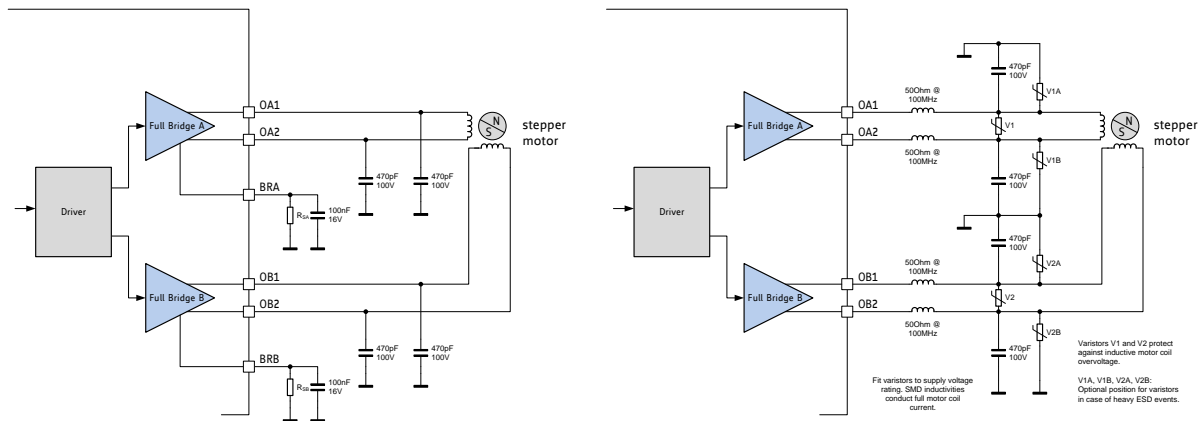 OA1
Full Bridge A
OA2
N
S
stepper
motor
470pF
100V
470pF
100V
BRA
Driver
RSA
100nF
16V
OB1
Full Bridge B
OB2
470pF
100V
470pF
100V
BRB
RSB
100nF
16V
470pF
100V
V1A
50Ohm @
100MHz
OA1
Full Bridge A
V1
N
S
stepper
motor
OA2
50Ohm @
100MHz
V1B
470pF
100V
Driver
470pF
100V
V2A
50Ohm @
100MHz
OB1
Full Bridge B
V2
OB2
50Ohm @
100MHz
V2B
470pF
100V
Varistors V1 and V2 protect
against inductive motor coil
overvoltage.
V1A, V1B, V2A, V2B:
Optional position for varistors
in case of heavy ESD events.
Fit varistors to supply voltage
rating. SMD inductivities
conduct full motor coil
current.